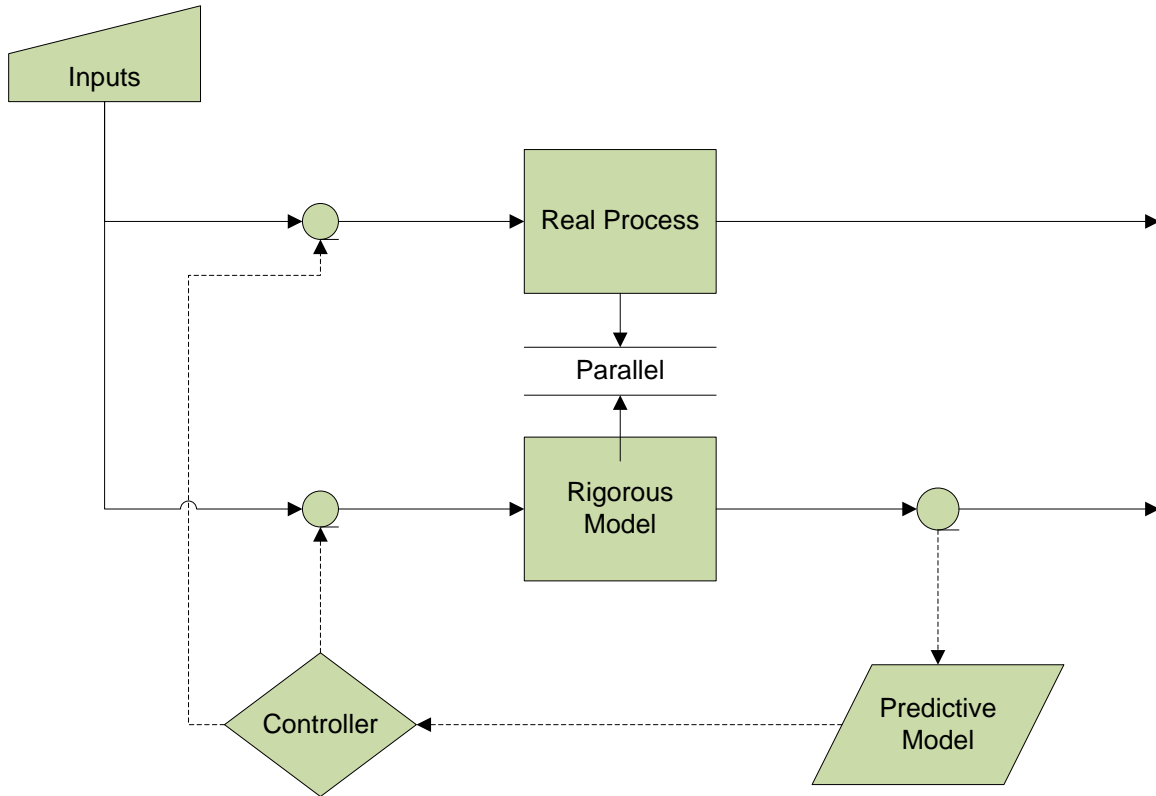 Inputs
Real Process
Parallel
Rigorous
Model
Controller
Predictive
Model